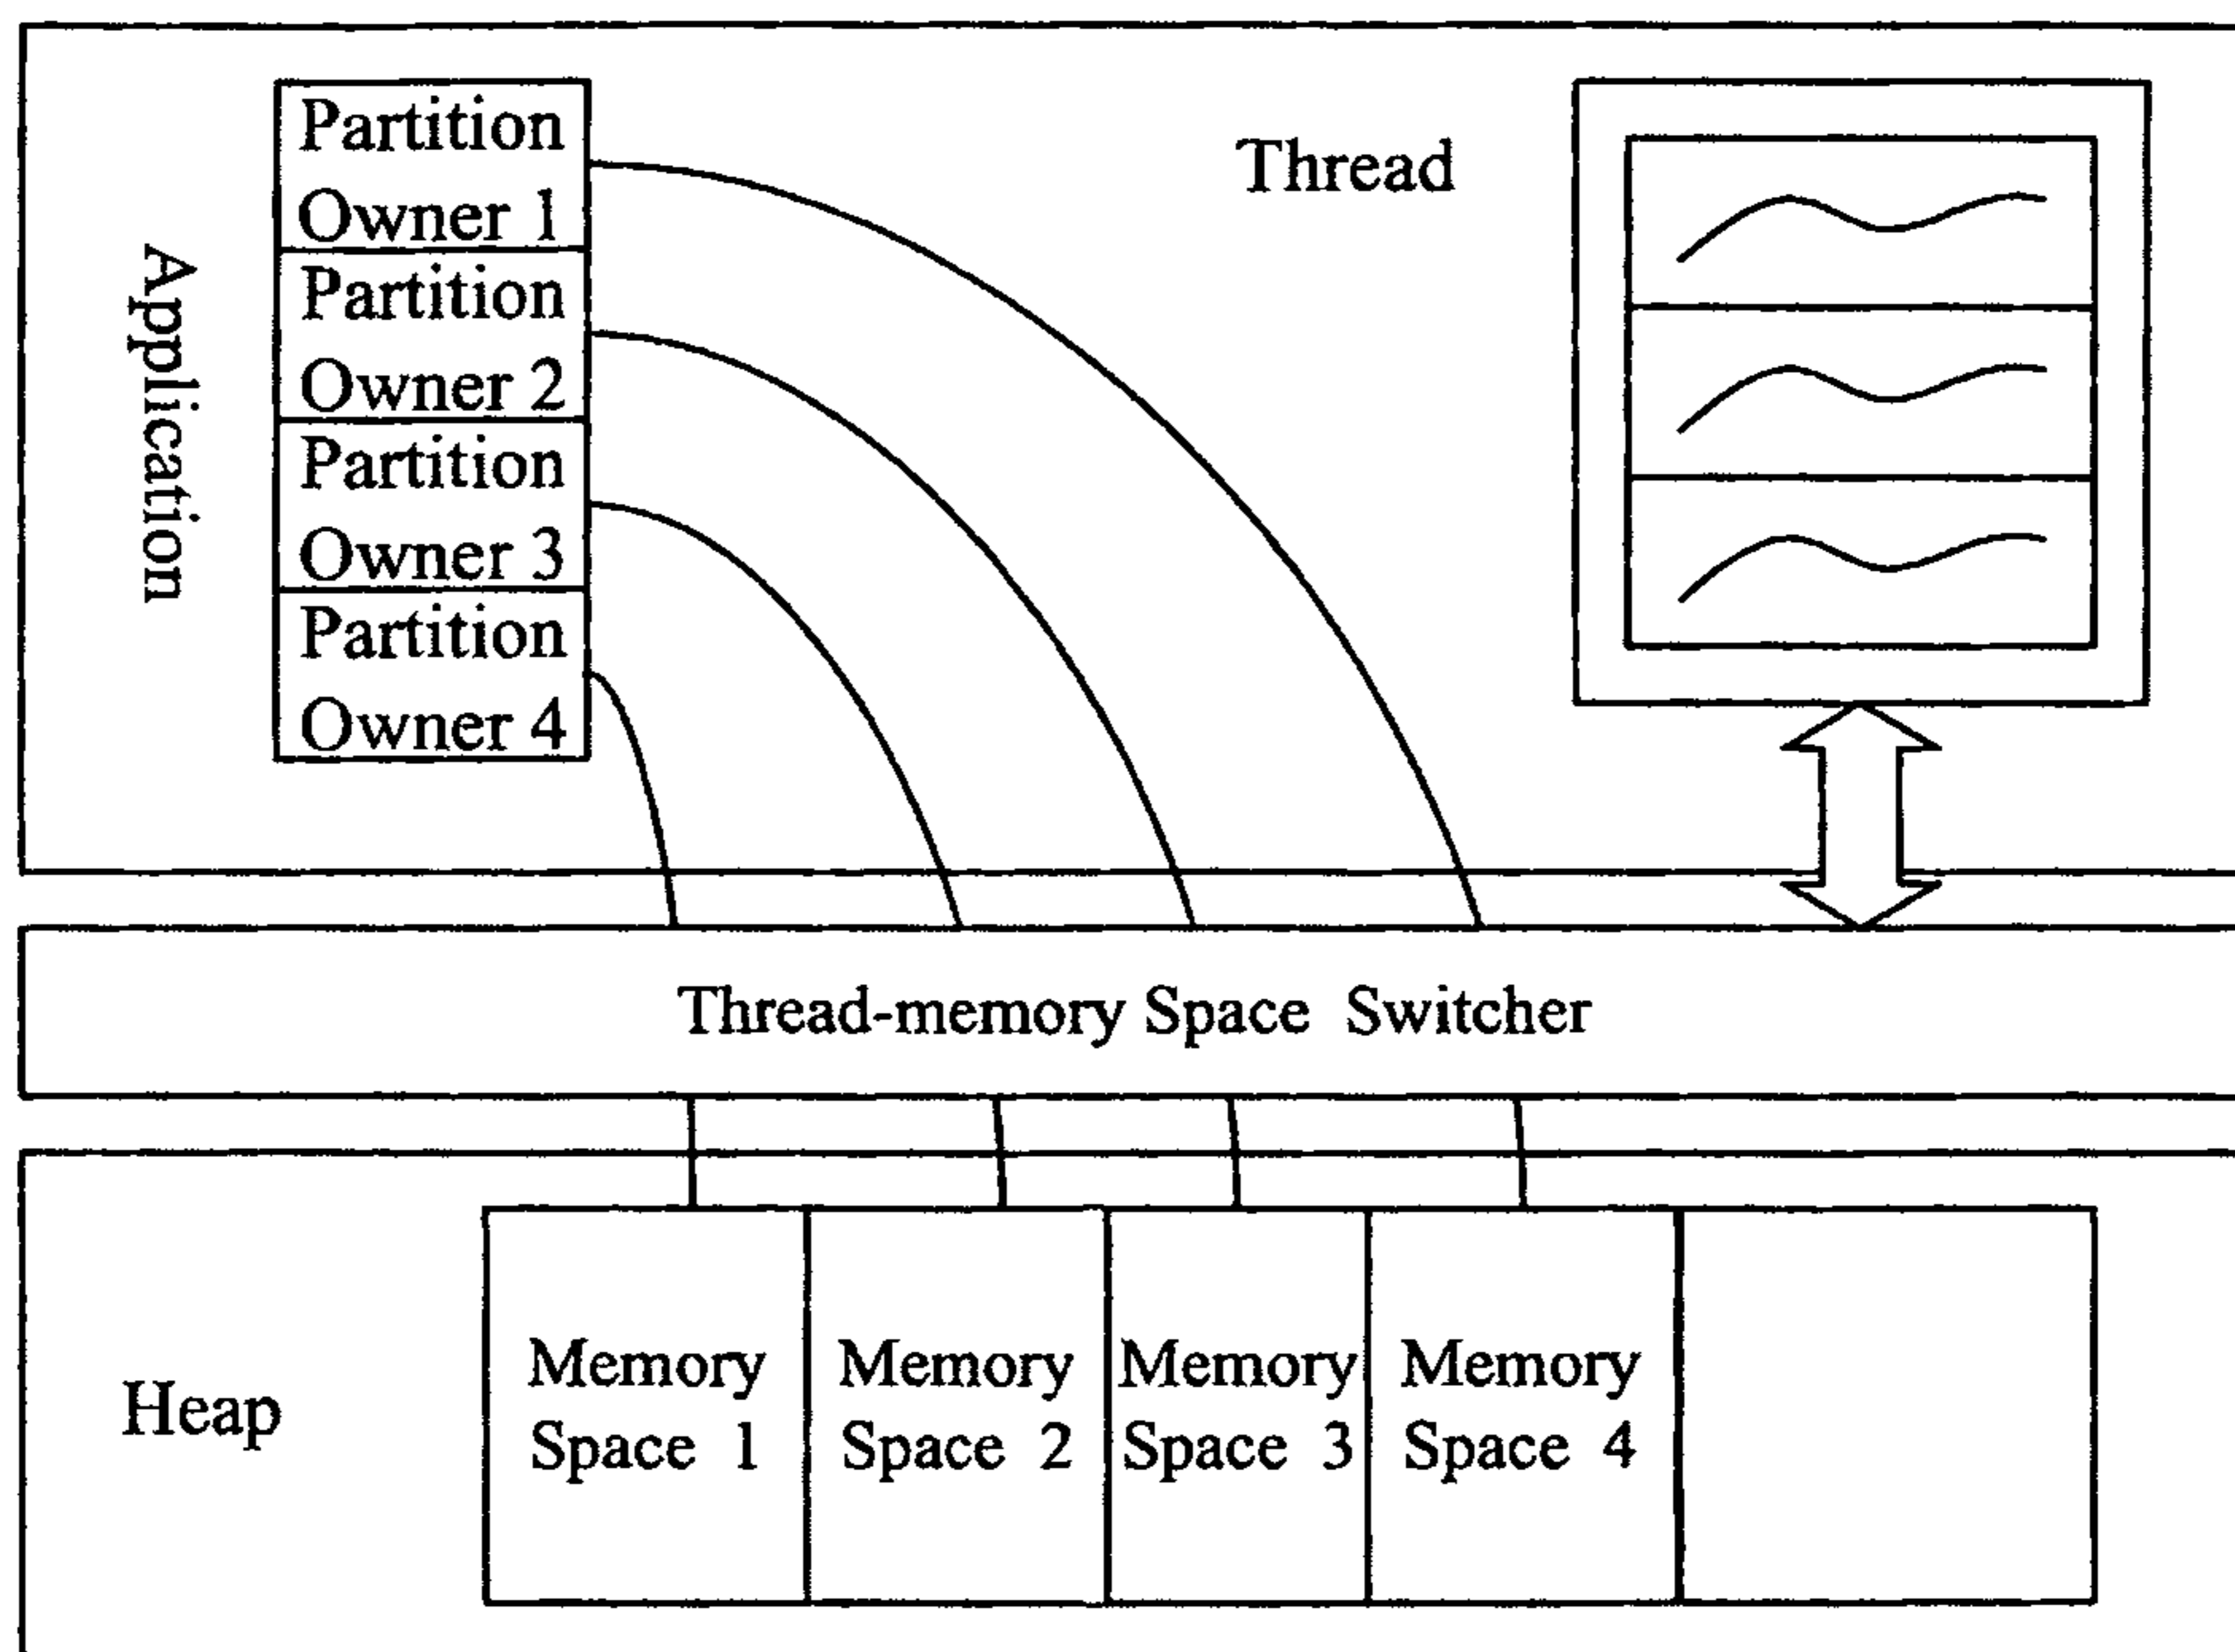 Application
Partition
Owner 1
Partition
Owner 2
Partition
Owner 3
Partition
Owner 4
Thread
Thread-memory Space Switcher
Heap
Memory
Space 1
Memory
Space 2
Memory
Space 3
Memory
Space 4